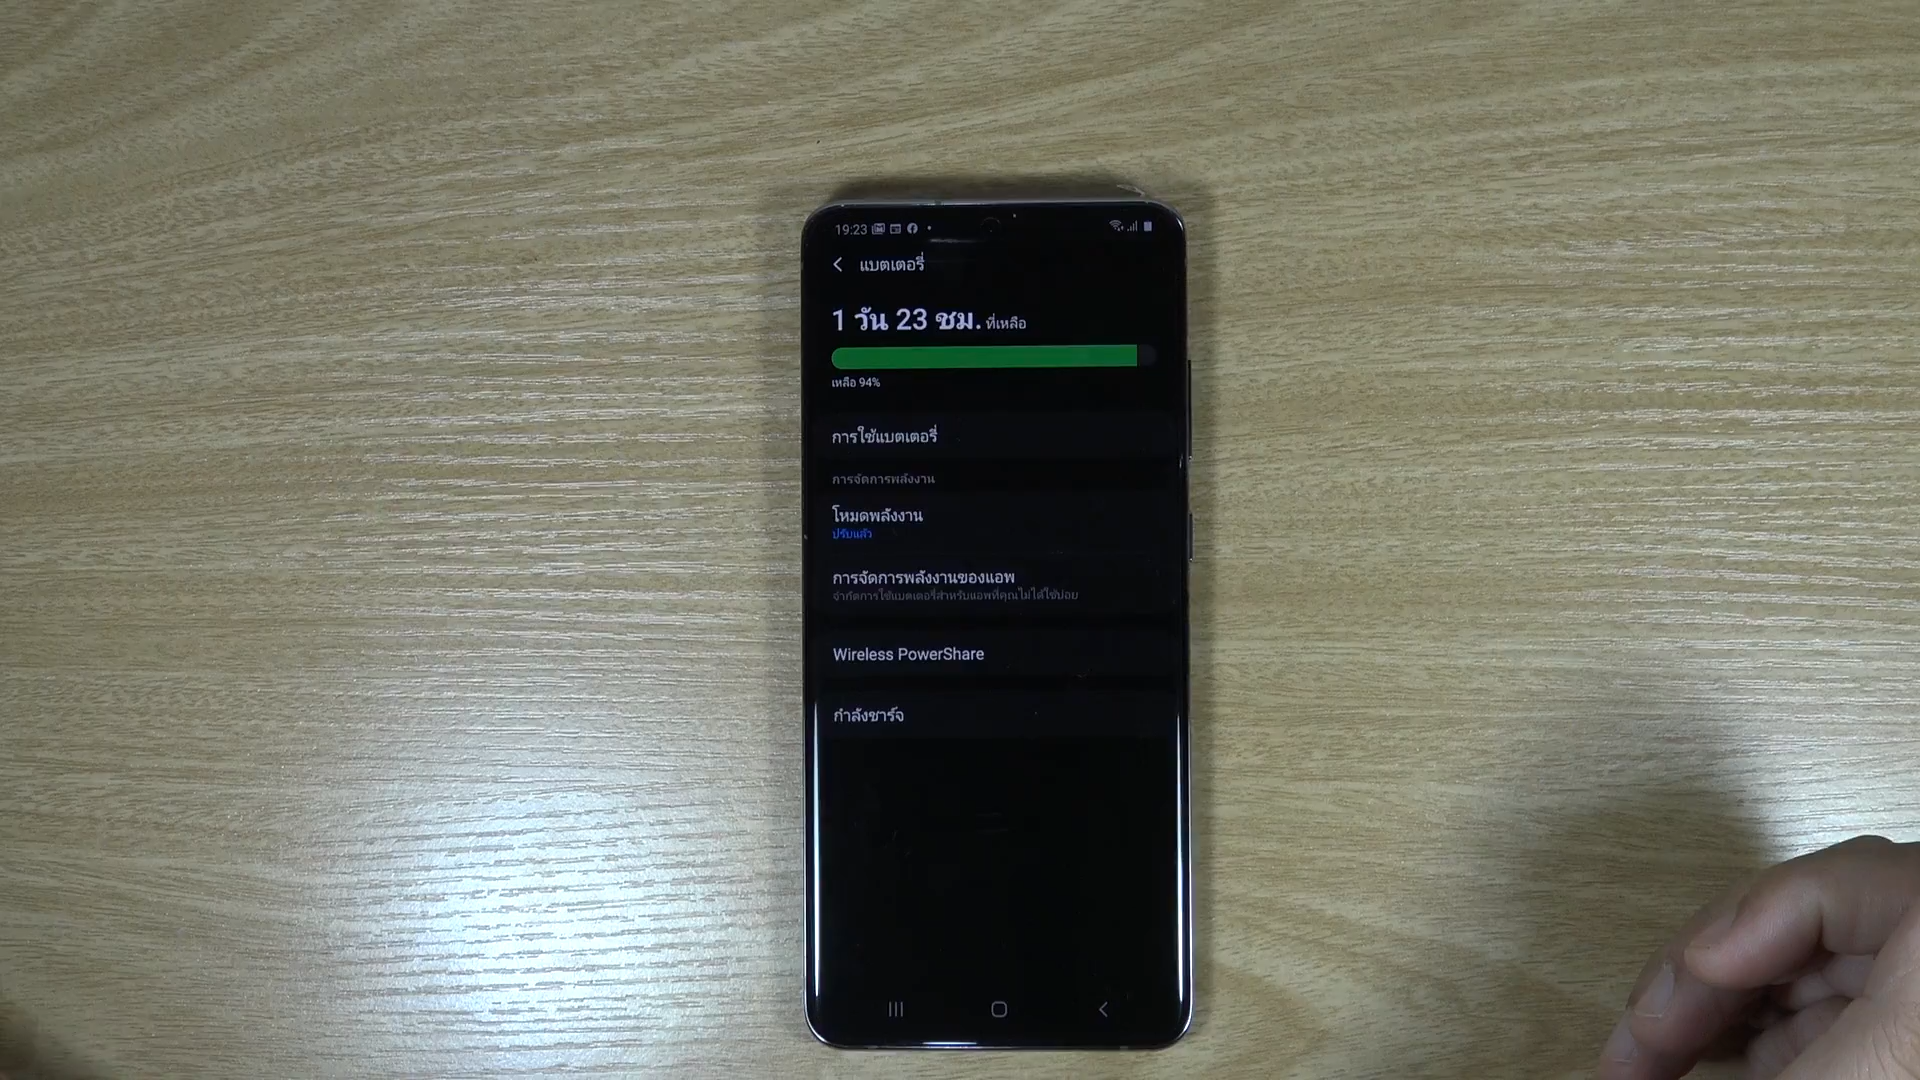 19:23
แบตเตอรี่
1 วัน 23 ชม. ที่เหลือ
เหลือ 94%
การใช้แบตเตอรี่
การจัดการพลังงาน
โหมดพลังงาน
ปรับแล้ว
การจัดการพลังงานของแอพ
จำกัดการใช้แบตเตอรี่สำหรับแอพที่คุณไม่ได้ใช้บ่อย
Wireless PowerShare
กำลังชาร์จ